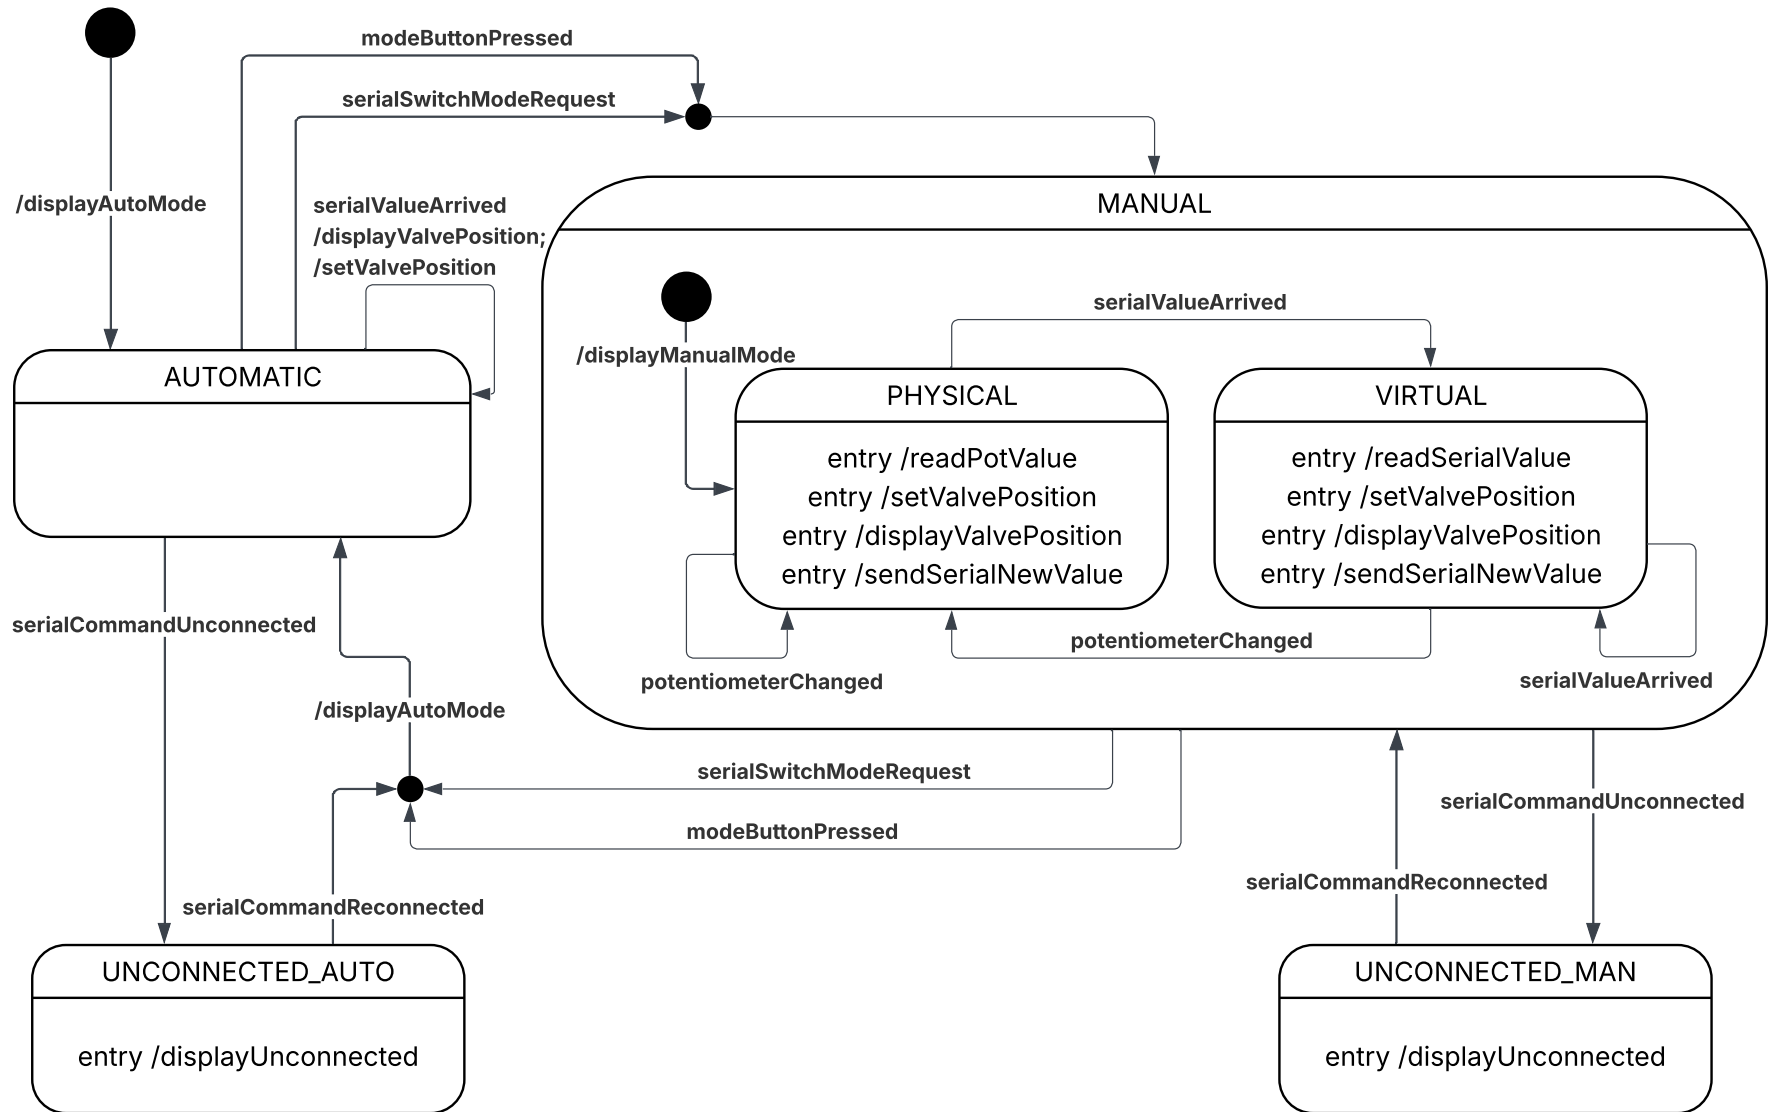 modeButtonPressed
serialSwitchModeRequest
/displayAutoMode
serialValueArrived
/displayValvePosition;
/setValvePosition
MANUAL
serialValueArrived
/displayManualMode
AUTOMATIC
PHYSICAL
entry /readPotValue
entry /setValvePosition
entry /displayValvePosition
entry /sendSerialNewValue
VIRTUAL
entry /readSerialValue
entry /setValvePosition
entry /displayValvePosition
entry /sendSerialNewValue
serialCommandUnconnected
potentiometerChanged
potentiometerChanged
serialValueArrived
/displayAutoMode
serialSwitchModeRequest
serialCommandUnconnected
modeButtonPressed
serialCommandReconnected
serialCommandReconnected
UNCONNECTED_AUTO
entry /displayUnconnected
UNCONNECTED_MAN
entry /displayUnconnected